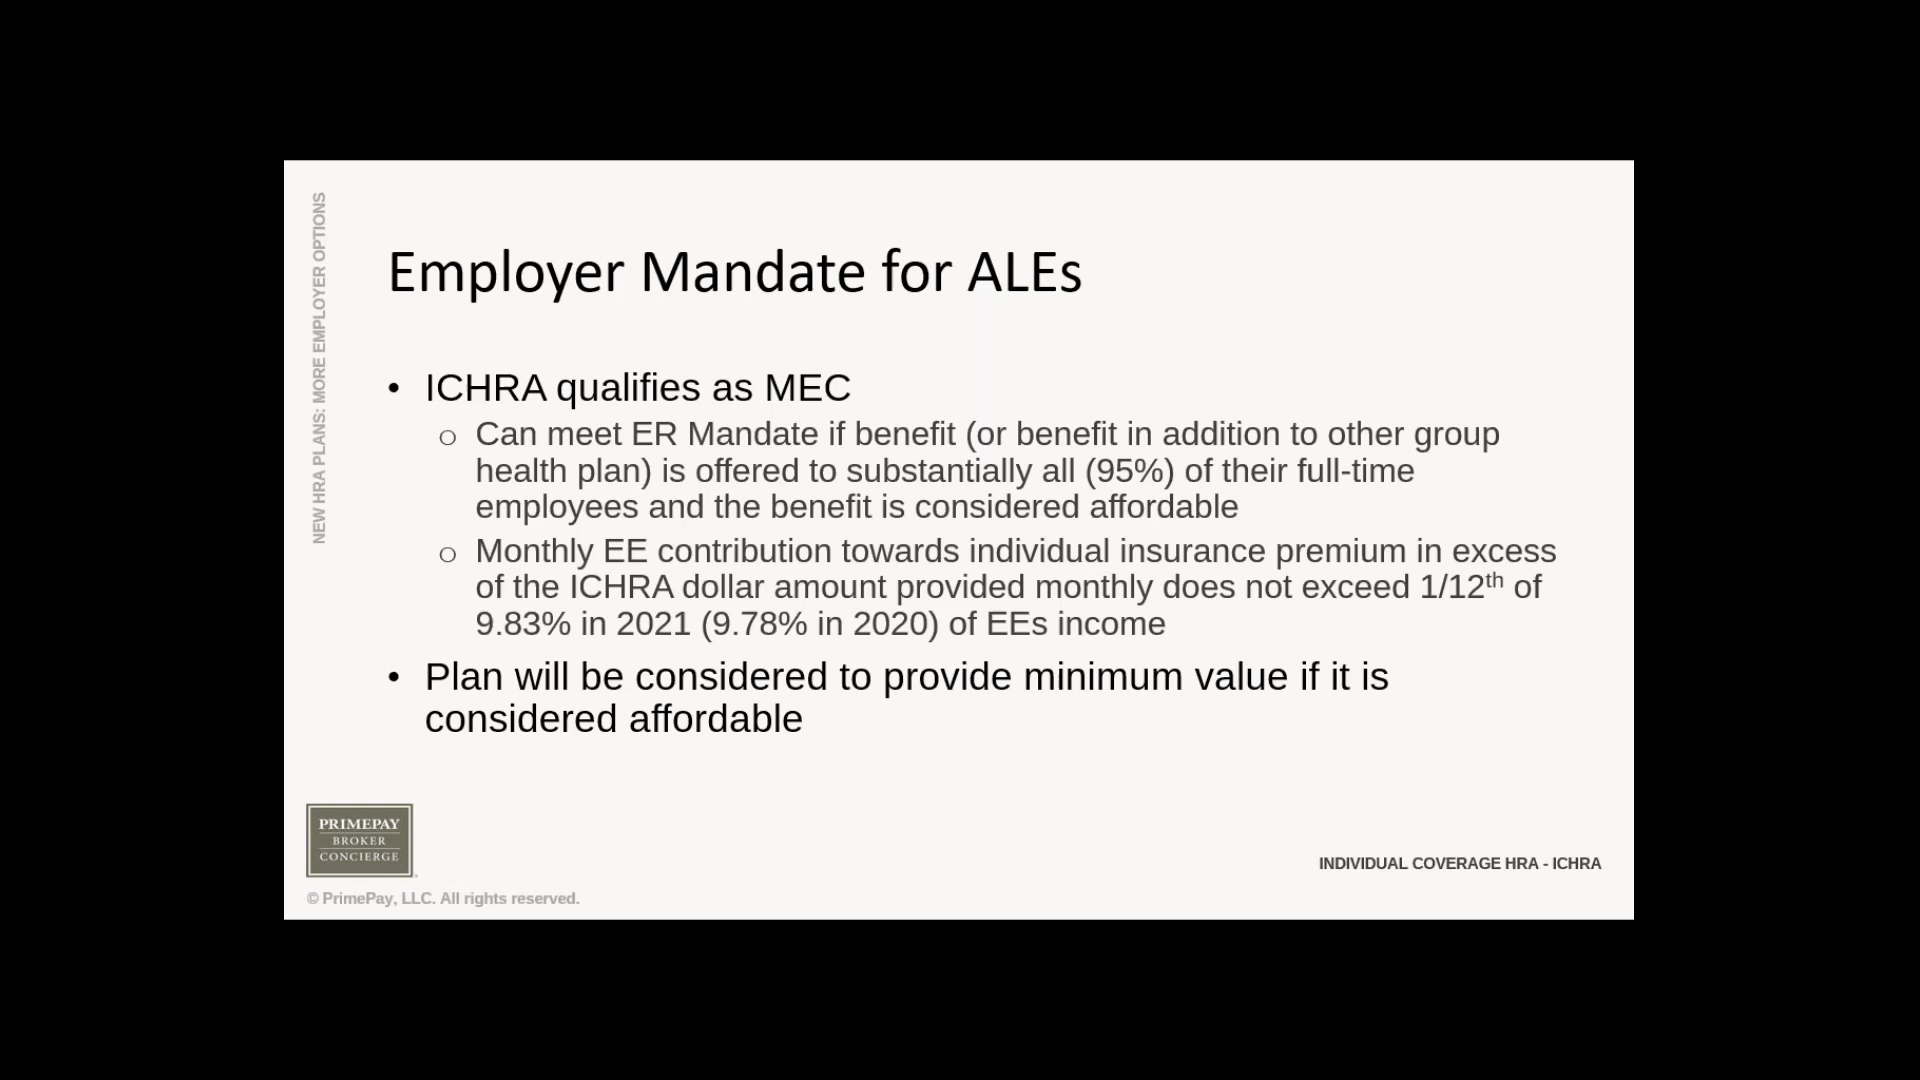 NEW HRA PLANS: MORE EMPLOYER OPTIONS
Employer Mandate for ALEs
• ICHRA qualifies as MEC
o Can meet ER Mandate if benefit (or benefit in addition to other group
health plan) is offered to substantially all (95%) of their full-time
employees and the benefit is considered affordable
o Monthly EE contribution towards individual insurance premium in excess
of the ICHRA dollar amount provided monthly does not exceed 1/12th of
9.83% in 2021 (9.78% in 2020) of EEs income
• Plan will be considered to provide minimum value if it is
considered affordable
PRIMEPAY
BROKER
CONCIERGE
INDIVIDUAL COVERAGE HRA - ICHRA
© PrimePay, LLC. All rights reserved.